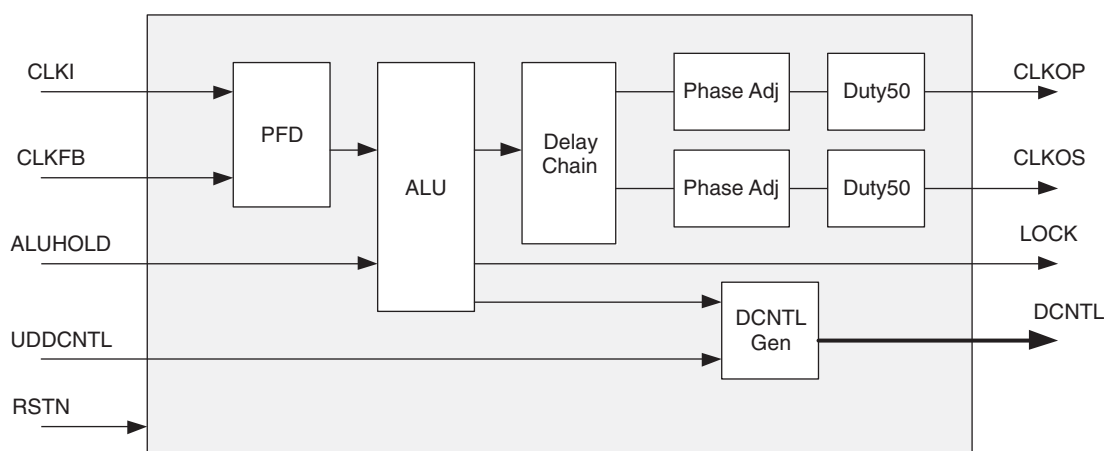 CLKI
CLKFB
ALUHOLD
UDDCNTL
RSTN
PFD
ALU
Delay
Chain
Phase Adj
Duty50
Phase Adj
Duty50
DCNTL
Gen
CLKOP
CLKOS
LOCK
DCNTL